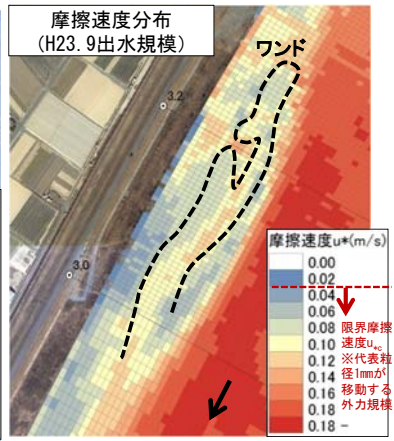 摩擦速度分布
（H23.9出水規模）
ワンド
3.2
3.0
摩擦速度u*(m/s)
0.00
0.02
0.04
0.06
0.08
0.10
0.12
0.14
0.16
0.18
0.18 -
限界摩擦
速度u*c
※代表粒
径1mmが
移動する
外力規模